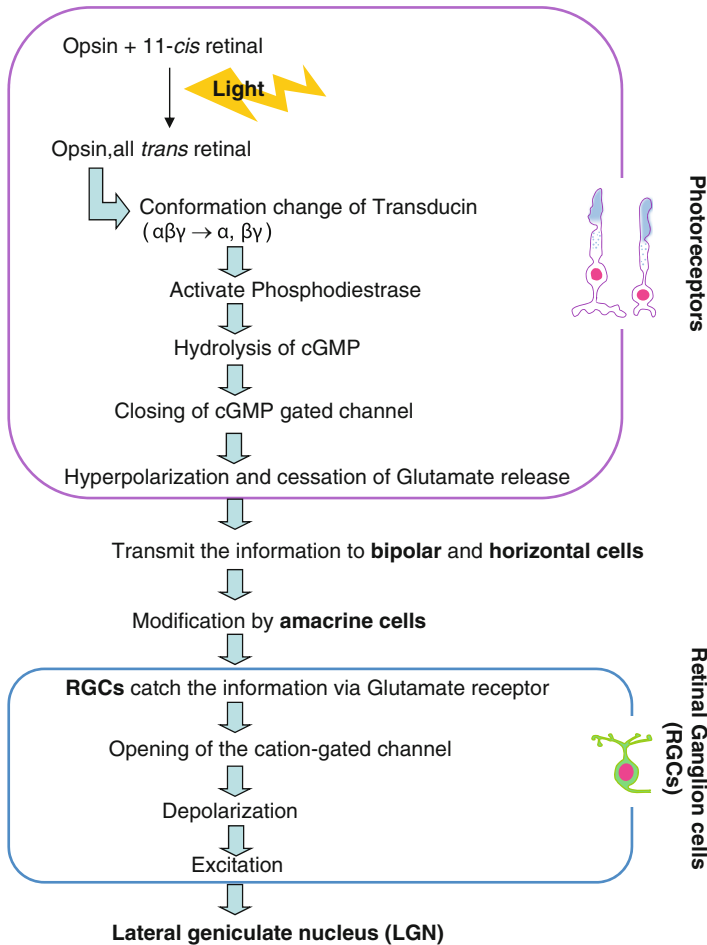 Opsin + 11-cis retinal
Light
Opsin,all trans retinal
Conformation change of Transducin
(αβγ → α, βγ)
Activate Phosphodiestrase
Hydrolysis of cGMP
Closing of cGMP gated channel
Hyperpolarization and cessation of Glutamate release
Photoreceptors
Transmit the information to bipolar and horizontal cells
Modification by amacrine cells
RGCs catch the information via Glutamate receptor
Opening of the cation-gated channel
Depolarization
Excitation
Retinal Ganglion cells
(RGCs)
Lateral geniculate nucleus (LGN)